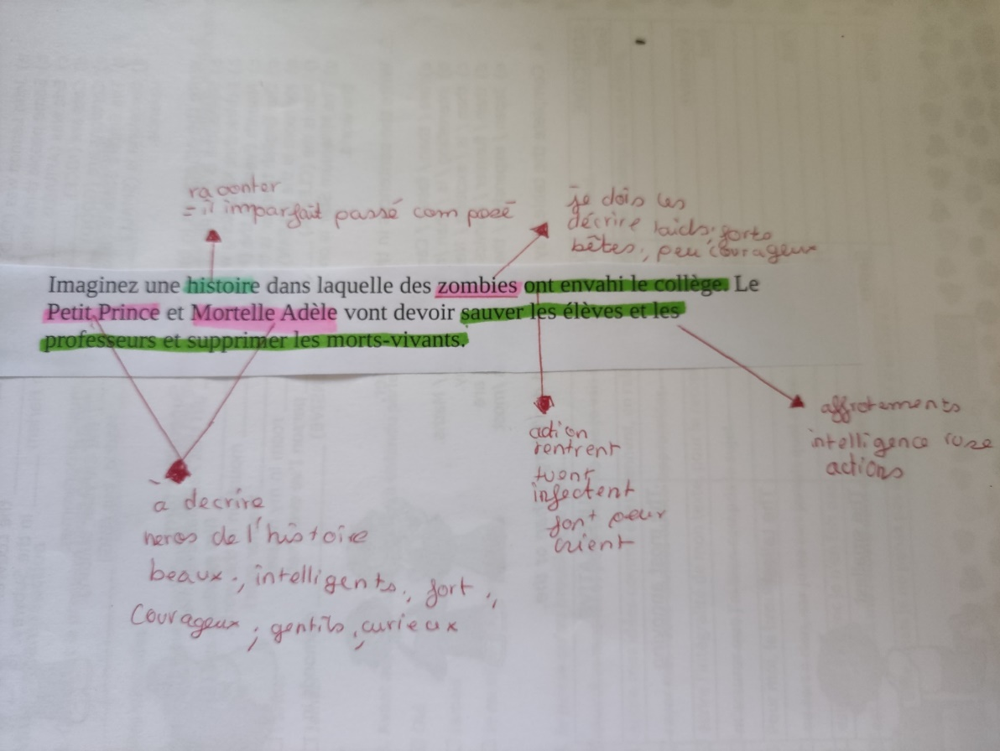 raconter
= il imparfait passé composé
je dois les
décrire laids, forts
bêtes, peu courageux
Imaginez une histoire dans laquelle des zombies ont envahi le collège. Le
Petit Prince et Mortelle Adèle vont devoir sauver les élèves et les
professeurs et supprimer les morts-vivants.
affrotements
intelligence ruse
actions
action
rentrent
tuent
infectent
font peur
crient
à decrire
heros de l'histoire
beaux, intelligents, fort,
courageux, gentils, curieux